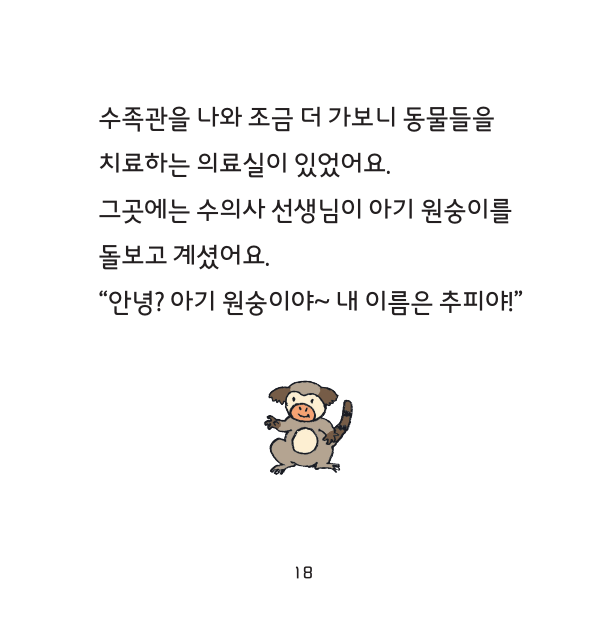 수족관을 나와 조금 더 가보니 동물들을
치료하는 의료실이 있었어요.
그곳에는 수의사 선생님이 아기 원숭이를
돌보고 계셨어요.
“안녕? 아기 원숭이야~ 내 이름은 추피야!”
18